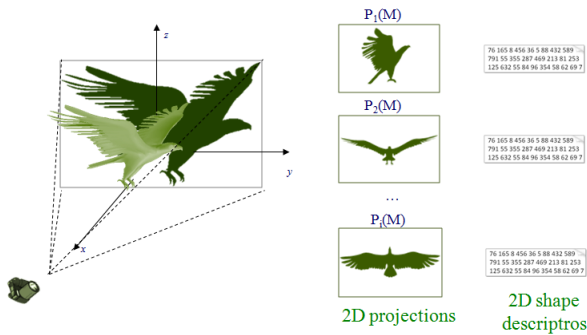 z
y
x
P1(M)
76 165 8 456 36 5 88 432 589
791 55 355 287 469 213 81 253
125 632 55 84 96 354 58 62 69 7
P2(M)
76 165 8 456 36 5 88 432 589
791 55 355 287 469 213 81 253
125 632 55 84 96 354 58 62 69 7
...
Pi(M)
76 165 8 456 36 5 88 432 589
791 55 355 287 469 213 81 253
125 632 55 84 96 354 58 62 69 7
2D projections
2D shape
descriptros